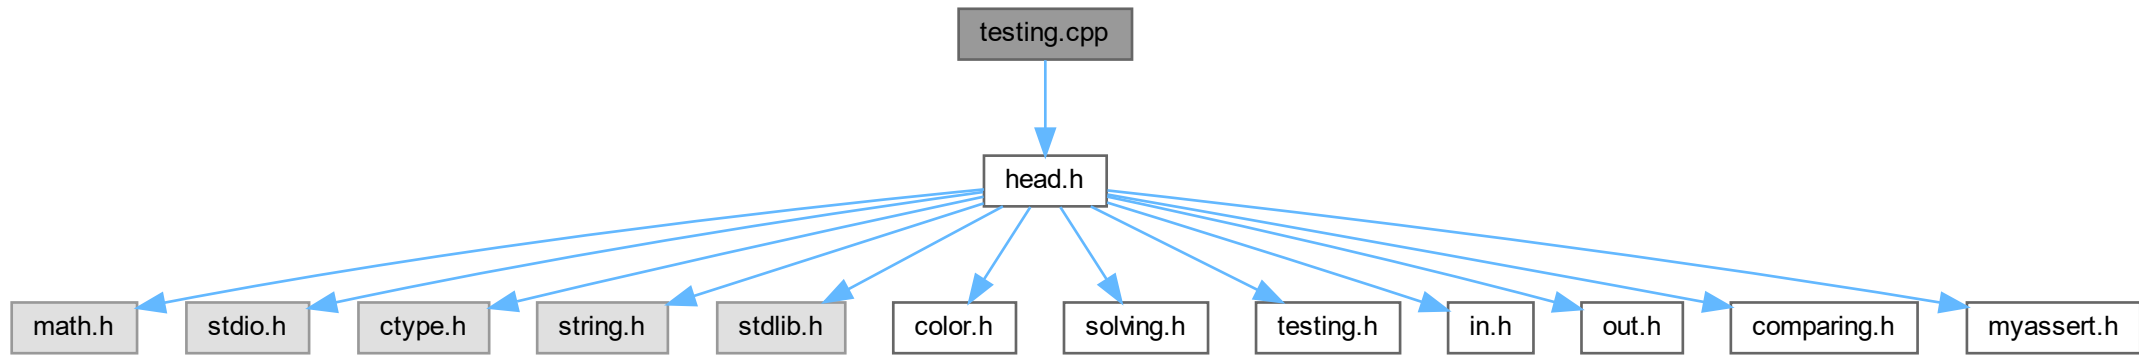 testing.cpp
head.h
math.h
stdio.h
ctype.h
string.h
stdlib.h
color.h
solving.h
testing.h
in.h
out.h
comparing.h
myassert.h